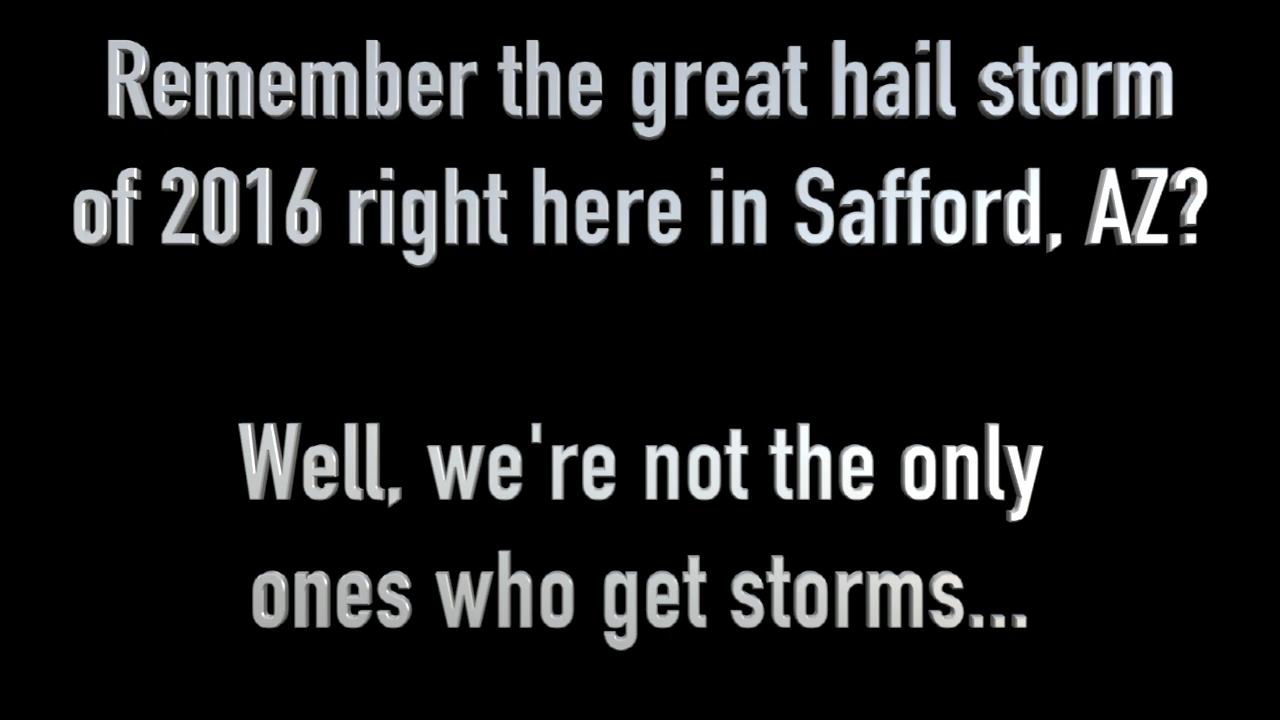 Remember the great hail storm
of 2016 right here in Safford, AZ?
Well, we're not the only
ones who get storms...